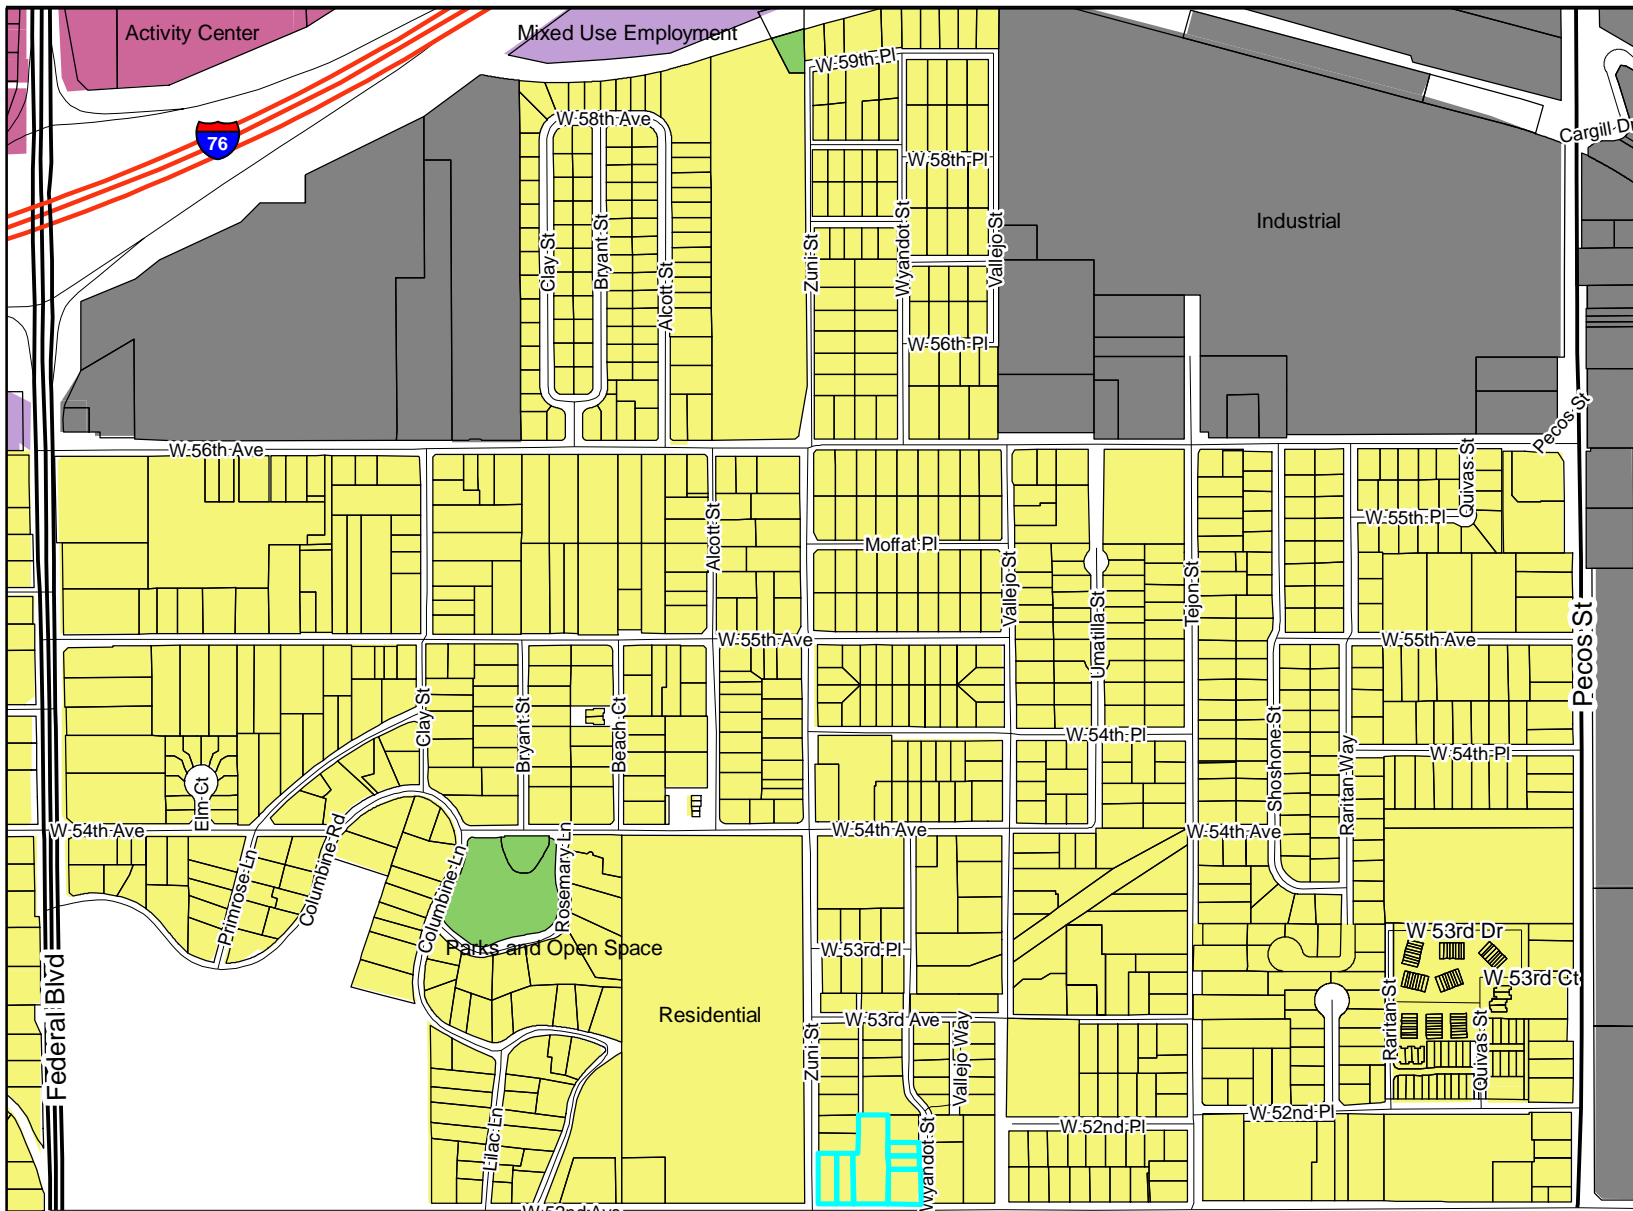 Activity Center
Mixed Use Employment
W 59th Pl
W 58th Ave
76
Cargill Dr
W 58th Pl
Industrial
Clay St
Bryant St
Alcott St
Zuni St
Wyandot St
Vallejo St
W 56th Pl
Pecos St
W 56th Ave
Quivas St
W 55th Pl
Alcott St
Moffat Pl
Vallejo St
Umatilla St
Tejon St
W 55th Ave
W 55th Ave
Pecos St
Clay St
Bryant St
Beach Ct
W 54th Pl
W 54th Pl
Shoshone St
Raritan Way
Elm Ct
W 54th Ave
Columbine Rd
Rosemary Ln
W 54th Ave
W 54th Ave
Primrose Ln
Columbine Ln
Parks and Open Space
W 53rd Pl
W 53rd Dr
W 53rd Ct
Federal Blvd
Residential
W 53rd Ave
Zuni St
Vallejo Way
Raritan St
Quivas St
W 52nd Pl
W 52nd Pl
Lilac Ln
Wyandot St
W 52nd Ave